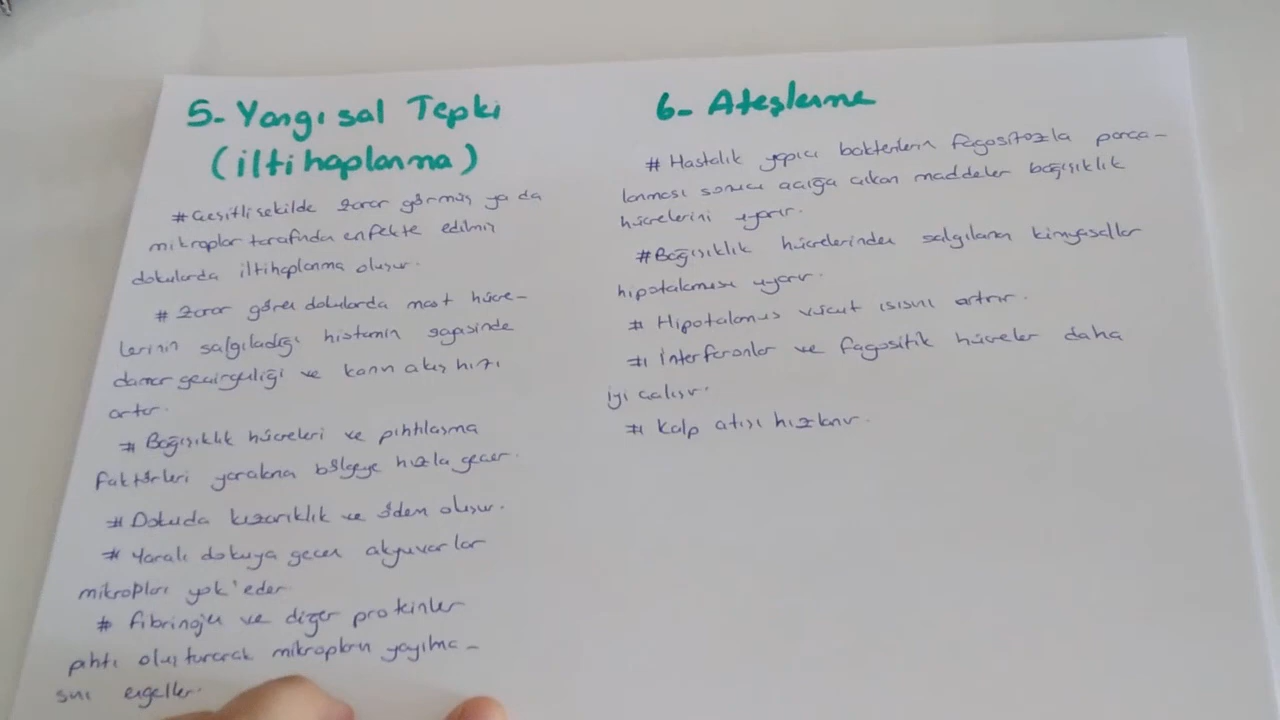 5- Yangısal Tepki
(iltihaplanma)
# Çeşitli şekilde zarar görmüş ya da
mikroplar tarafından enfekte edilmiş
dokularda iltihaplanma oluşur.
# Zarar gören dokularda mast hücre-
lerinin salgıladığı histamin sayesinde
damar geçirgenliği ve kanın akış hızı
artar.
# Bağışıklık hücreleri ve pıhtılaşma
faktörleri yaralanan bölgeye hızla geçer.
# Dokuda kızarıklık ve ödem oluşur.
# Yaralı dokuya geçen akyuvarlar
mikropları yok eder.
# Fibrinojen ve diğer proteinler
pıhtı oluşturarak mikropların yayılma-
sını engeller.
6- Ateşlenme
# Hastalık yapıcı bakterilerin fagositozla parça-
lanması sonucu açığa çıkan maddeler bağışıklık
hücrelerini uyarır.
# Bağışıklık hücrelerinden salgılanan kimyasallar
hipotalamusu uyarır.
# Hipotalamus vücut ısısını artırır.
# İnterferonlar ve fagositik hücreler daha
iyi çalışır.
# Kalp atışı hızlanır.